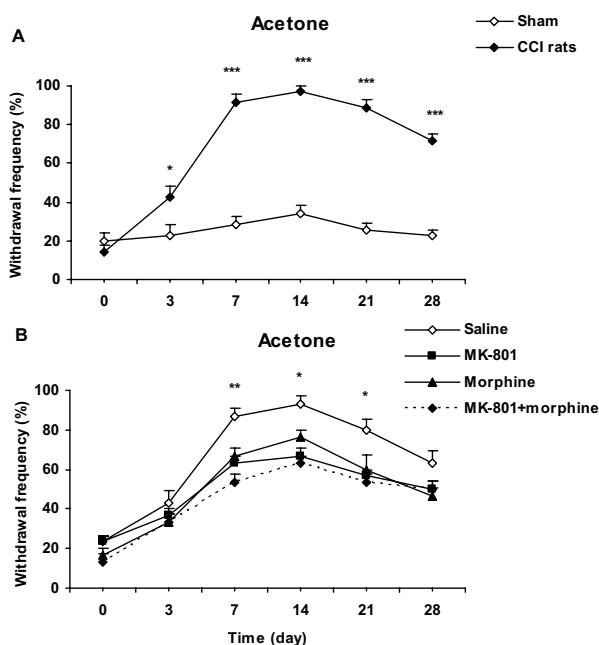 A
Acetone
Sham
CCI rats
Withdrawal frequency (%)
100
80
60
40
20
0
*
***
***
***
***
0 3 7 14 21 28
B
Acetone
Saline
MK-801
Morphine
MK-801+morphine
Withdrawal frequency (%)
100
80
60
40
20
0
**
*
*
0 3 7 14 21 28
Time (day)